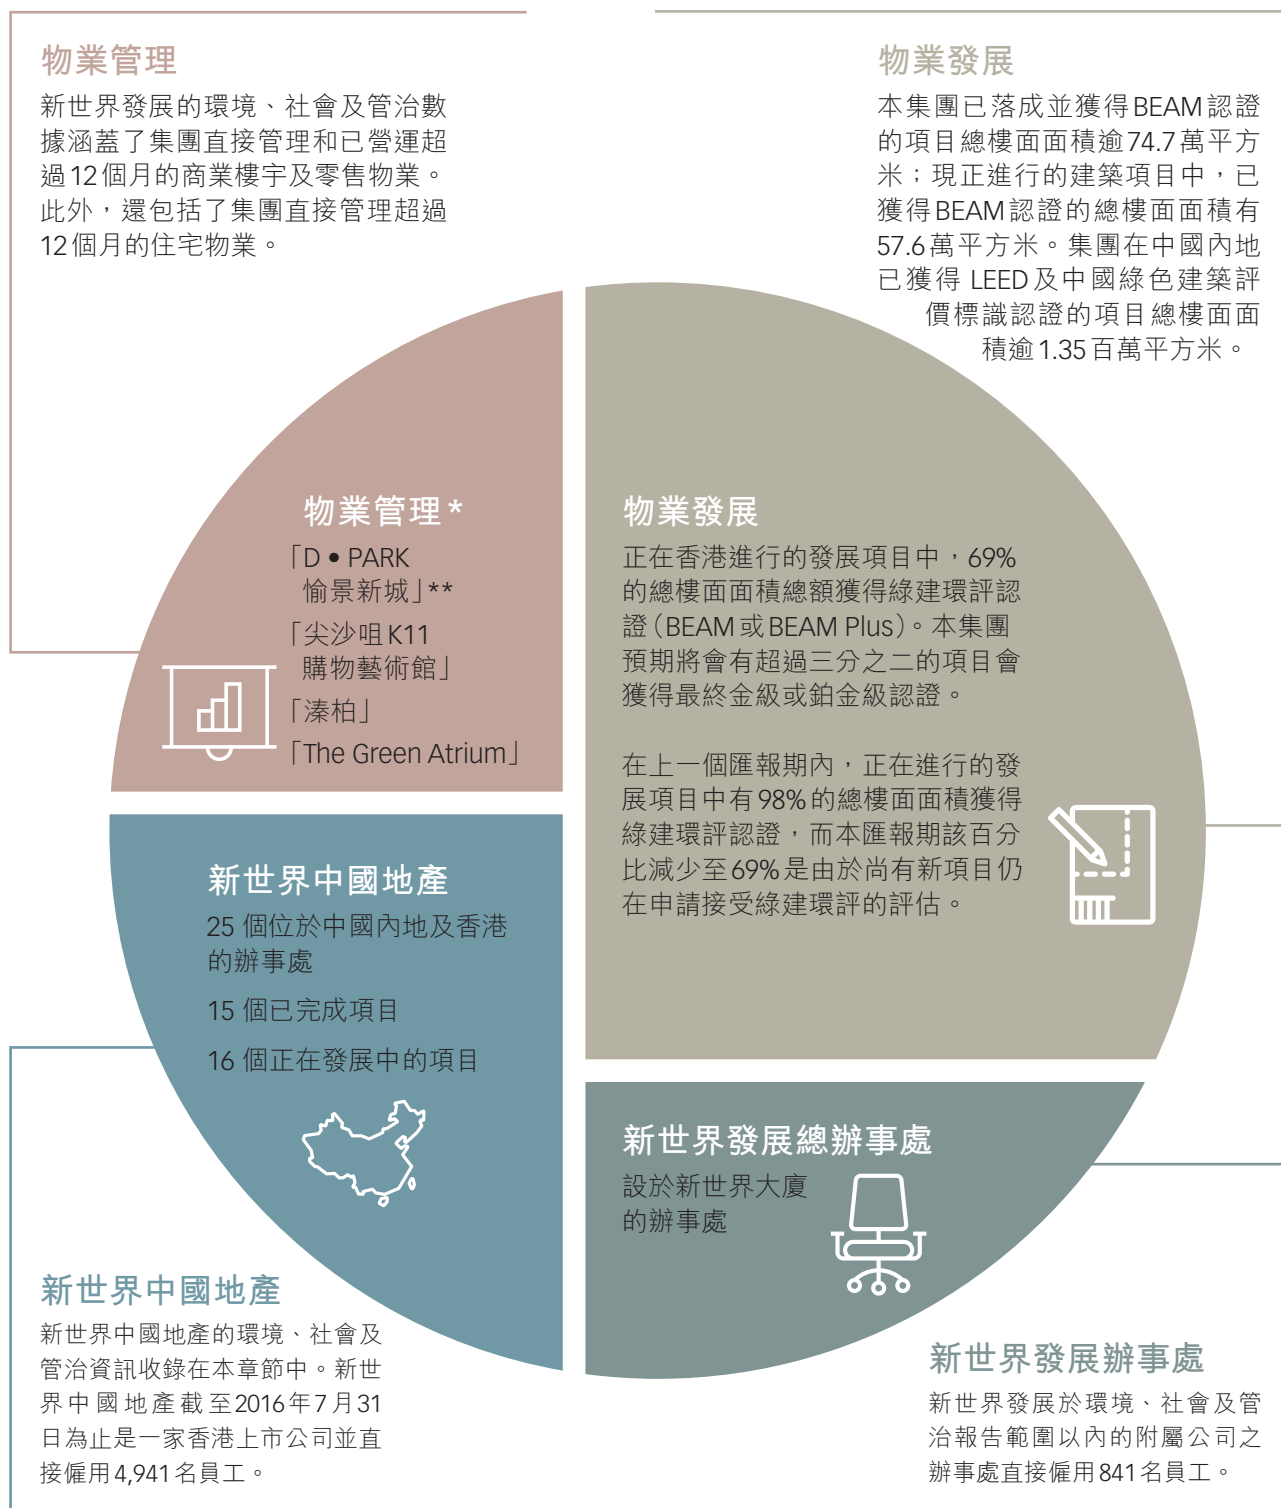 物業管理
新世界發展的環境、社會及管治數
據涵蓋了集團直接管理和已營運超
過12個月的商業樓宇及零售物業。
此外，還包括了集團直接管理超過
12個月的住宅物業。
物業發展
本集團已落成並獲得BEAM認證
的項目總樓面面積逾74.7萬平方
米；現正進行的建築項目中，已
獲得BEAM認證的總樓面面積有
57.6萬平方米。集團在中國內地
已獲得 LEED及中國綠色建築評
價標識認證的項目總樓面面
積逾1.35百萬平方米。
物業管理*
「D • PARK
愉景新城」**
「尖沙咀K11
購物藝術館」
「溱柏」
「The Green Atrium」
物業發展
正在香港進行的發展項目中，69%
的總樓面面積總額獲得綠建環評認
證（BEAM或BEAM Plus）。本集團
預期將會有超過三分之二的項目會
獲得最終金級或鉑金級認證。
在上一個匯報期內，正在進行的發
展項目中有98%的總樓面面積獲得
綠建環評認證，而本匯報期該百分
比減少至69%是由於尚有新項目仍
在申請接受綠建環評的評估。
新世界中國地產
25 個位於中國內地及香港
的辦事處
15 個已完成項目
16 個正在發展中的項目
新世界發展總辦事處
設於新世界大廈
的辦事處
新世界中國地產
新世界中國地產的環境、社會及
管治資訊收錄在本章節中。新世
界中國地產截至2016年7月31
日為止是一家香港上市公司並直
接僱用4,941名員工。
新世界發展辦事處
新世界發展於環境、社會及管
治報告範圍以內的附屬公司之
辦事處直接僱用841名員工。